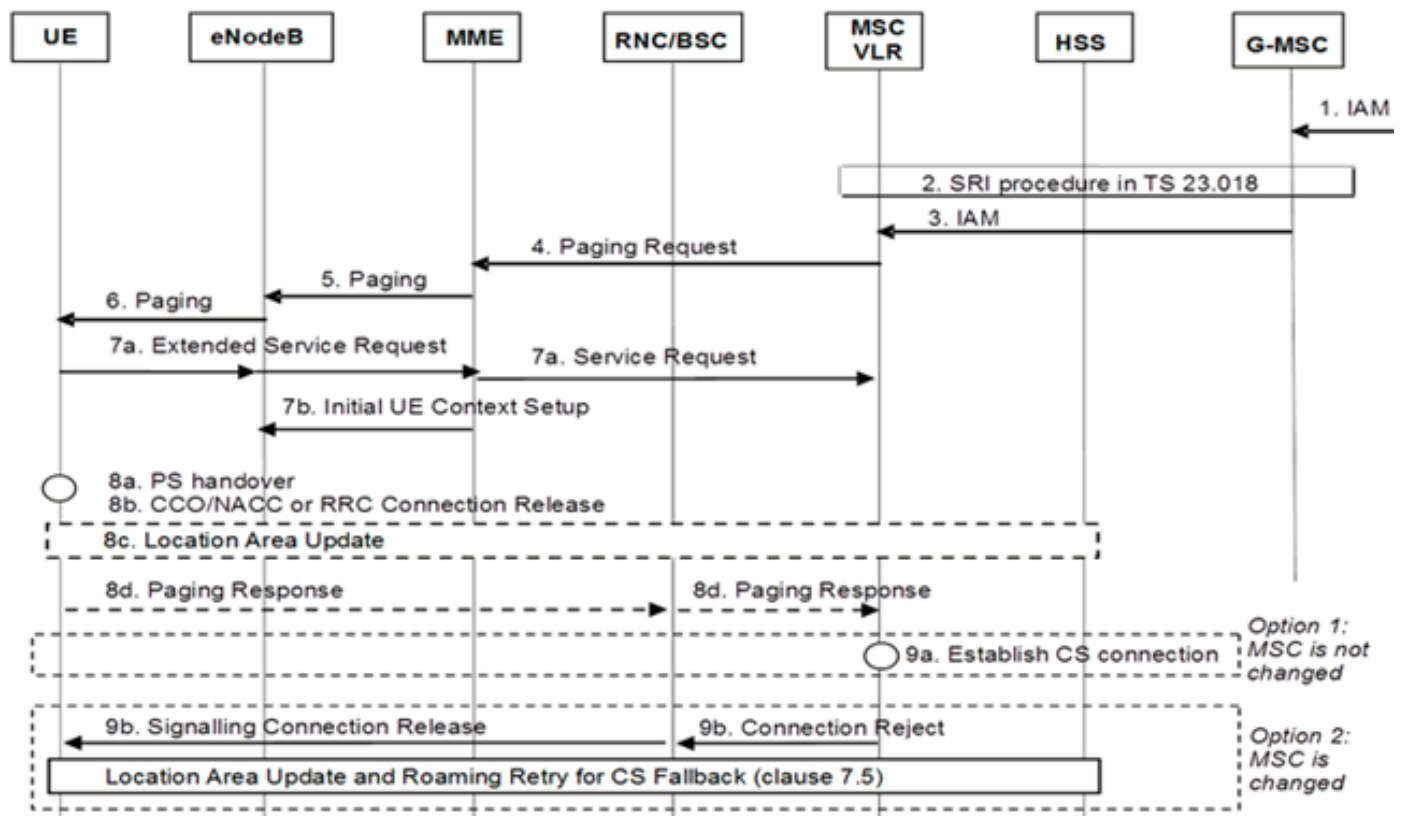 UE
eNodeB
MME
RNC/BSC
MSC
VLR
HSS
G-MSC
1. IAM
2. SRI procedure in TS 23.018
3. IAM
4. Paging Request
5. Paging
6. Paging
7a. Extended Service Request
7a. Service Request
7b. Initial UE Context Setup
8a. PS handover
8b. CCO/NACC or RRC Connection Release
8c. Location Area Update
8d. Paging Response
8d. Paging Response
Option 1:
MSC is not
changed
9a. Establish CS connection
9b. Signalling Connection Release
9b. Connection Reject
Option 2:
MSC is
changed
Location Area Update and Roaming Retry for CS Fallback (clause 7.5)